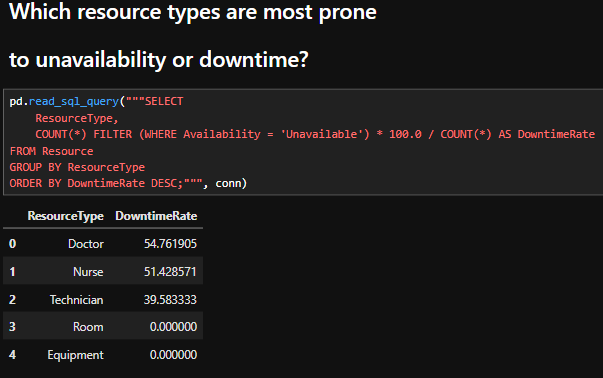 Which resource types are most prone
to unavailability or downtime?
pd.read_sql_query("""SELECT
    ResourceType,
    COUNT(*) FILTER (WHERE Availability = 'Unavailable') * 100.0 / COUNT(*) AS DowntimeRate
FROM Resource
GROUP BY ResourceType
ORDER BY DowntimeRate DESC;""", conn)
ResourceType DowntimeRate
0 Doctor 54.761905
1 Nurse 51.428571
2 Technician 39.583333
3 Room 0.000000
4 Equipment 0.000000